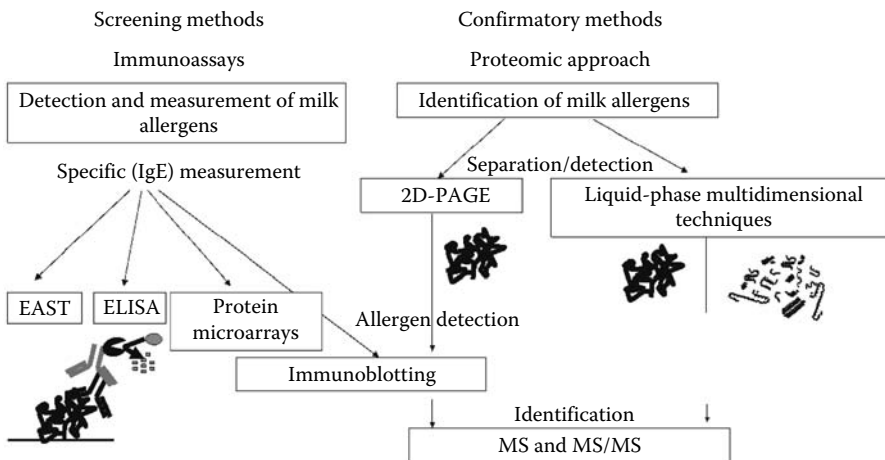 Screening methods
Confirmatory methods
Immunoassays
Proteomic approach
Detection and measurement of milk
allergens
Identification of milk allergens
Specific (IgE) measurement
Separation/detection
2D-PAGE
Liquid-phase multidimensional
techniques
EAST
ELISA
Protein
microarrays
Allergen detection
Immunoblotting
Identification
MS and MS/MS